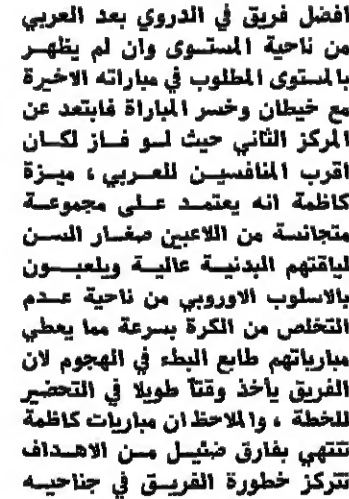 افضل فريق في الدروي بعد العربي
من ناحية المستوى وان لم يظهر
بالمستوى المطلوب في مباراته الاخيرة
مع خيطان وخسر المباراة فابتعد عن
المركز الثاني حيث لو فاز لكان
اقرب المنافسين للعربي ، ميزة
كاظمة انه يعتمد على مجموعة
متجانسة من اللاعبين صغار السن
لياقتهم البدنية عالية ويلعبون
بالاسلوب الاوروبي من ناحية عدم
التخلص من الكرة بسرعة مما يعطي
مبارياتهم طابع البطء في الهجوم لان
الفريق يأخذ وقتاً طويلا في التحضير
للخطة ، والملاحظ ان مباريات كاظمة
تنتهي بفارق ضئيل من الاهداف
تتركز خطورة الفريق في جناحيه